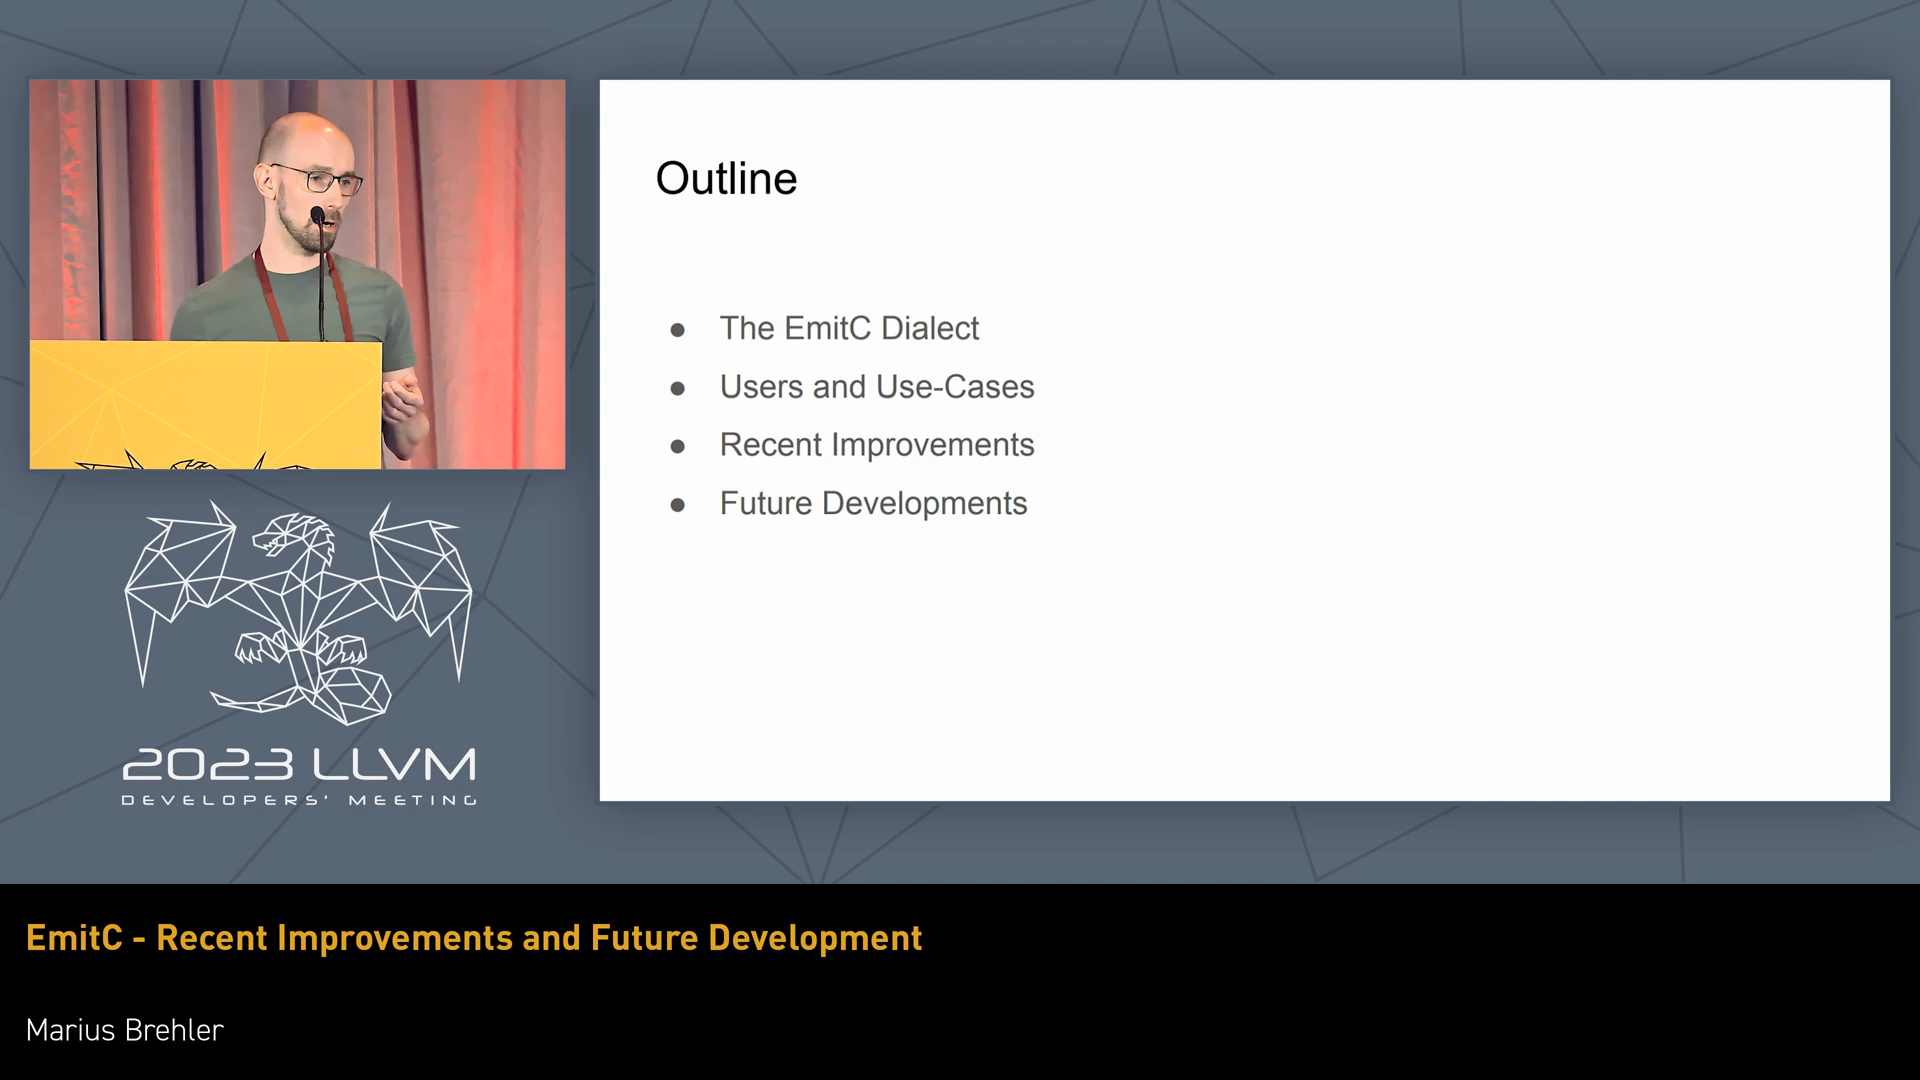 Outline
● The EmitC Dialect
● Users and Use-Cases
● Recent Improvements
● Future Developments
2023 LLVM
DEVELOPERS' MEETING
EmitC - Recent Improvements and Future Development
Marius Brehler